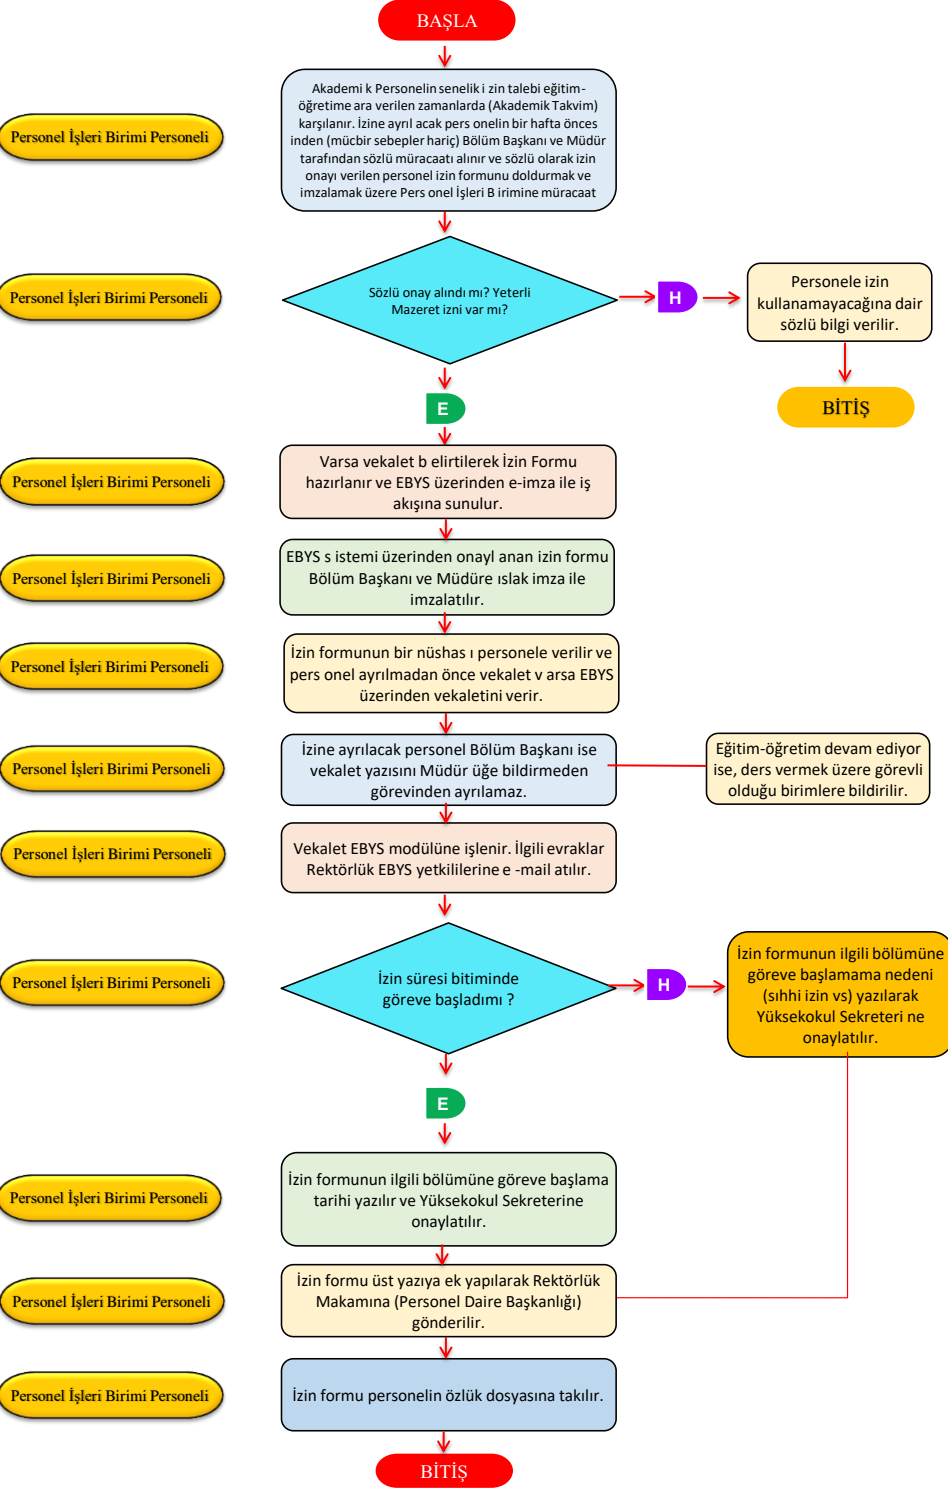 BAŞLA
Akademi k Personelin senelik i zin talebi eğitim-
öğretime ara verilen zamanlarda (Akademik Takvim)
karşılanır. İzine ayrıl acak pers onelin bir hafta önces
inden (mücbir sebepler hariç) Bölüm Başkanı ve Müdür
tarafından sözlü müracaatı alınır ve sözlü olarak izin
onayı verilen personel izin formunu doldurmak ve
imzalamak üzere Pers onel İşleri B irimine müracaat
Personel İşleri Birimi Personeli
Personel İşleri Birimi Personeli
Sözlü onay alındı mı? Yeterli
Mazeret izni var mı?
H
Personele izin
kullanamayacağına dair
sözlü bilgi verilir.
BİTİŞ
E
Personel İşleri Birimi Personeli
Varsa vekalet b elirtilerek İzin Formu
hazırlanır ve EBYS üzerinden e-imza ile iş
akışına sunulur.
Personel İşleri Birimi Personeli
EBYS s istemi üzerinden onayl anan izin formu
Bölüm Başkanı ve Müdüre ıslak imza ile
imzalatılır.
Personel İşleri Birimi Personeli
İzin formunun bir nüshas ı personele verilir ve
pers onel ayrılmadan önce vekalet v arsa EBYS
üzerinden vekaletini verir.
Personel İşleri Birimi Personeli
İzine ayrılacak personel Bölüm Başkanı ise
vekalet yazısını Müdür üğe bildirmeden
görevinden ayrılamaz.
Eğitim-öğretim devam ediyor
ise, ders vermek üzere görevli
olduğu birimlere bildirilir.
Personel İşleri Birimi Personeli
Vekalet EBYS modülüne işlenir. İlgili evraklar
Rektörlük EBYS yetkililerine e -mail atılır.
Personel İşleri Birimi Personeli
İzin süresi bitiminde
göreve başladımı ?
H
İzin formunun ilgili bölümüne
göreve başlamama nedeni
(sıhhi izin vs) yazılarak
Yüksekokul Sekreteri ne
onaylatılır.
E
Personel İşleri Birimi Personeli
İzin formunun ilgili bölümüne göreve başlama
tarihi yazılır ve Yüksekokul Sekreterine
onaylatılır.
Personel İşleri Birimi Personeli
İzin formu üst yazıya ek yapılarak Rektörlük
Makamına (Personel Daire Başkanlığı)
gönderilir.
Personel İşleri Birimi Personeli
İzin formu personelin özlük dosyasına takılır.
BİTİŞ